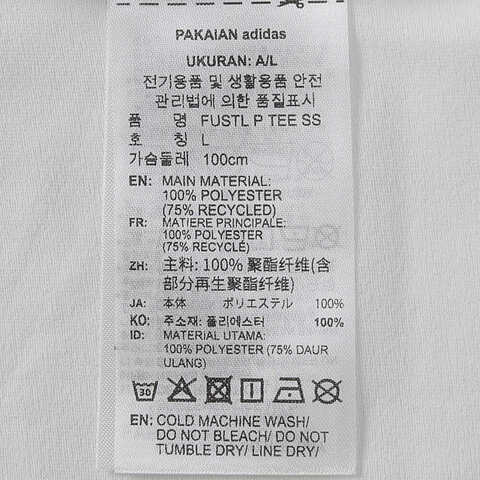 PAKAIAN adidas
UKURAN: A/L
전기용품 및 생활용품 안전
관리법에 의한 품질표시
품 명 FUSTL P TEE SS
호 칭 L
가슴둘레 100cm
EN: MAIN MATERIAL:
100% POLYESTER
(75% RECYCLED)
FR: MATIERE PRINCIPALE:
100% POLYESTER
(75% RECYCLÉ)
ZH: 主料: 100% 聚酯纤维(含
部分再生聚酯纤维)
JA: 本体 ポリエステル 100%
KO: 주소재: 폴리에스터 100%
ID: MATERIAL UTAMA:
100% POLYESTER (75% DAUR
ULANG)
30
EN: COLD MACHINE WASH/
DO NOT BLEACH/ DO NOT
TUMBLE DRY/ LINE DRY/